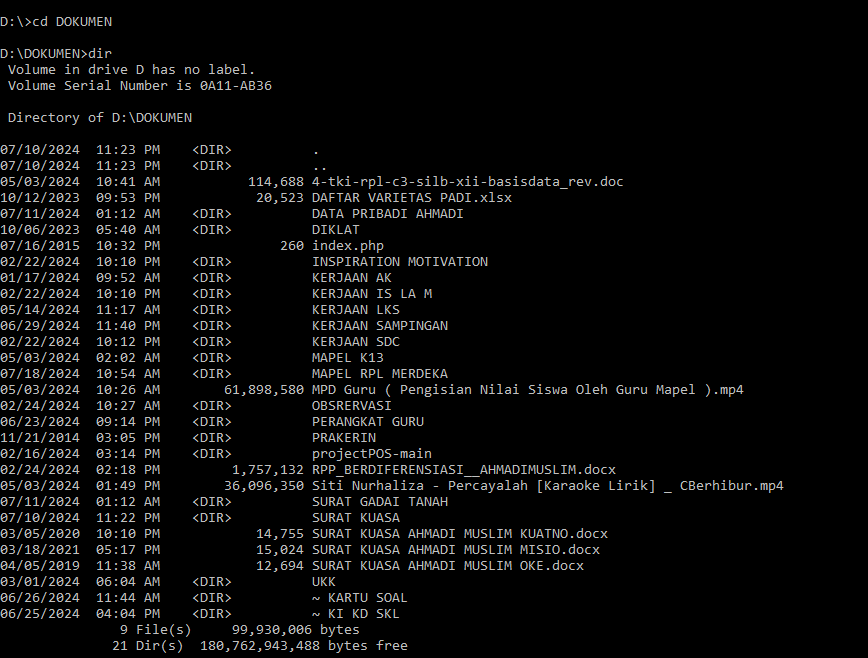 D:\>cd DOKUMEN
D:\DOKUMEN>dir
 Volume in drive D has no label.
 Volume Serial Number is 0A11-AB36
 Directory of D:\DOKUMEN
07/10/2024  11:23 PM    <DIR>          .
07/10/2024  11:23 PM    <DIR>          ..
05/03/2024  10:41 AM           114,688 4-tki-rpl-c3-silb-xii-basisdata_rev.doc
10/12/2023  09:53 PM            20,523 DAFTAR VARIETAS PADI.xlsx
07/11/2024  01:12 AM    <DIR>          DATA PRIBADI AHMADI
10/06/2023  05:40 AM    <DIR>          DIKLAT
07/16/2015  10:32 PM               260 index.php
02/22/2024  10:10 PM    <DIR>          INSPIRATION MOTIVATION
01/17/2024  09:52 AM    <DIR>          KERJAAN AK
02/22/2024  10:10 PM    <DIR>          KERJAAN IS LA M
05/14/2024  11:17 AM    <DIR>          KERJAAN LKS
06/29/2024  11:40 PM    <DIR>          KERJAAN SAMPINGAN
02/22/2024  10:12 PM    <DIR>          KERJAAN SDC
05/03/2024  02:02 AM    <DIR>          MAPEL K13
07/18/2024  10:54 AM    <DIR>          MAPEL RPL MERDEKA
05/03/2024  10:26 AM        61,898,580 MPD Guru ( Pengisian Nilai Siswa Oleh Guru Mapel ).mp4
02/24/2024  10:27 AM    <DIR>          OBSRERVASI
06/23/2024  09:14 PM    <DIR>          PERANGKAT GURU
11/21/2014  03:05 PM    <DIR>          PRAKERIN
02/16/2024  03:14 PM    <DIR>          projectPOS-main
02/24/2024  02:18 PM         1,757,132 RPP_BERDIFERENSIASI__AHMADIMUSLIM.docx
05/03/2024  01:49 PM        36,096,350 Siti Nurhaliza - Percayalah [Karaoke Lirik] _ CBerhibur.mp4
07/11/2024  01:12 AM    <DIR>          SURAT GADAI TANAH
07/10/2024  11:22 PM    <DIR>          SURAT KUASA
03/05/2020  10:10 PM            14,755 SURAT KUASA AHMADI MUSLIM KUATNO.docx
03/18/2021  05:17 PM            15,024 SURAT KUASA AHMADI MUSLIM MISIO.docx
04/05/2019  11:38 AM            12,694 SURAT KUASA AHMADI MUSLIM OKE.docx
03/01/2024  06:04 AM    <DIR>          UKK
06/26/2024  11:44 AM    <DIR>          ~ KARTU SOAL
06/25/2024  04:04 PM    <DIR>          ~ KI KD SKL
               9 File(s)     99,930,006 bytes
              21 Dir(s)  180,762,943,488 bytes free